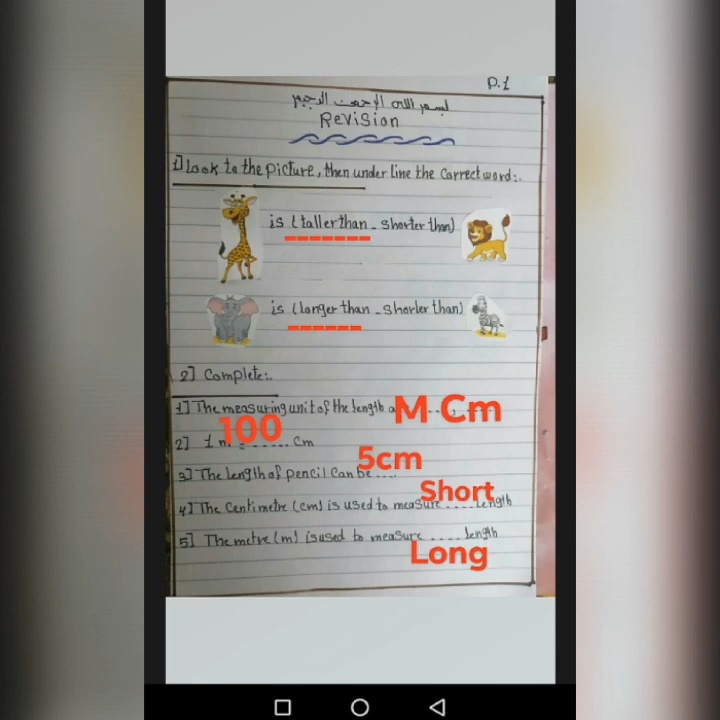 P.1
بسم الله الرحمن الرحيم
Revision
1] Look to the picture, then under line the correct word:.
is (taller than - shorter than)
is (longer than - shorter than)
2] Complete:.
1] The measuring unit of the length M Cm
2] 1 m = 100 ..... Cm
3] The length of pencil can be .... 5cm
4] The Centimetre (cm) is used to measure .... Short length
5] The metre (m) is used to measure ..... length
Long